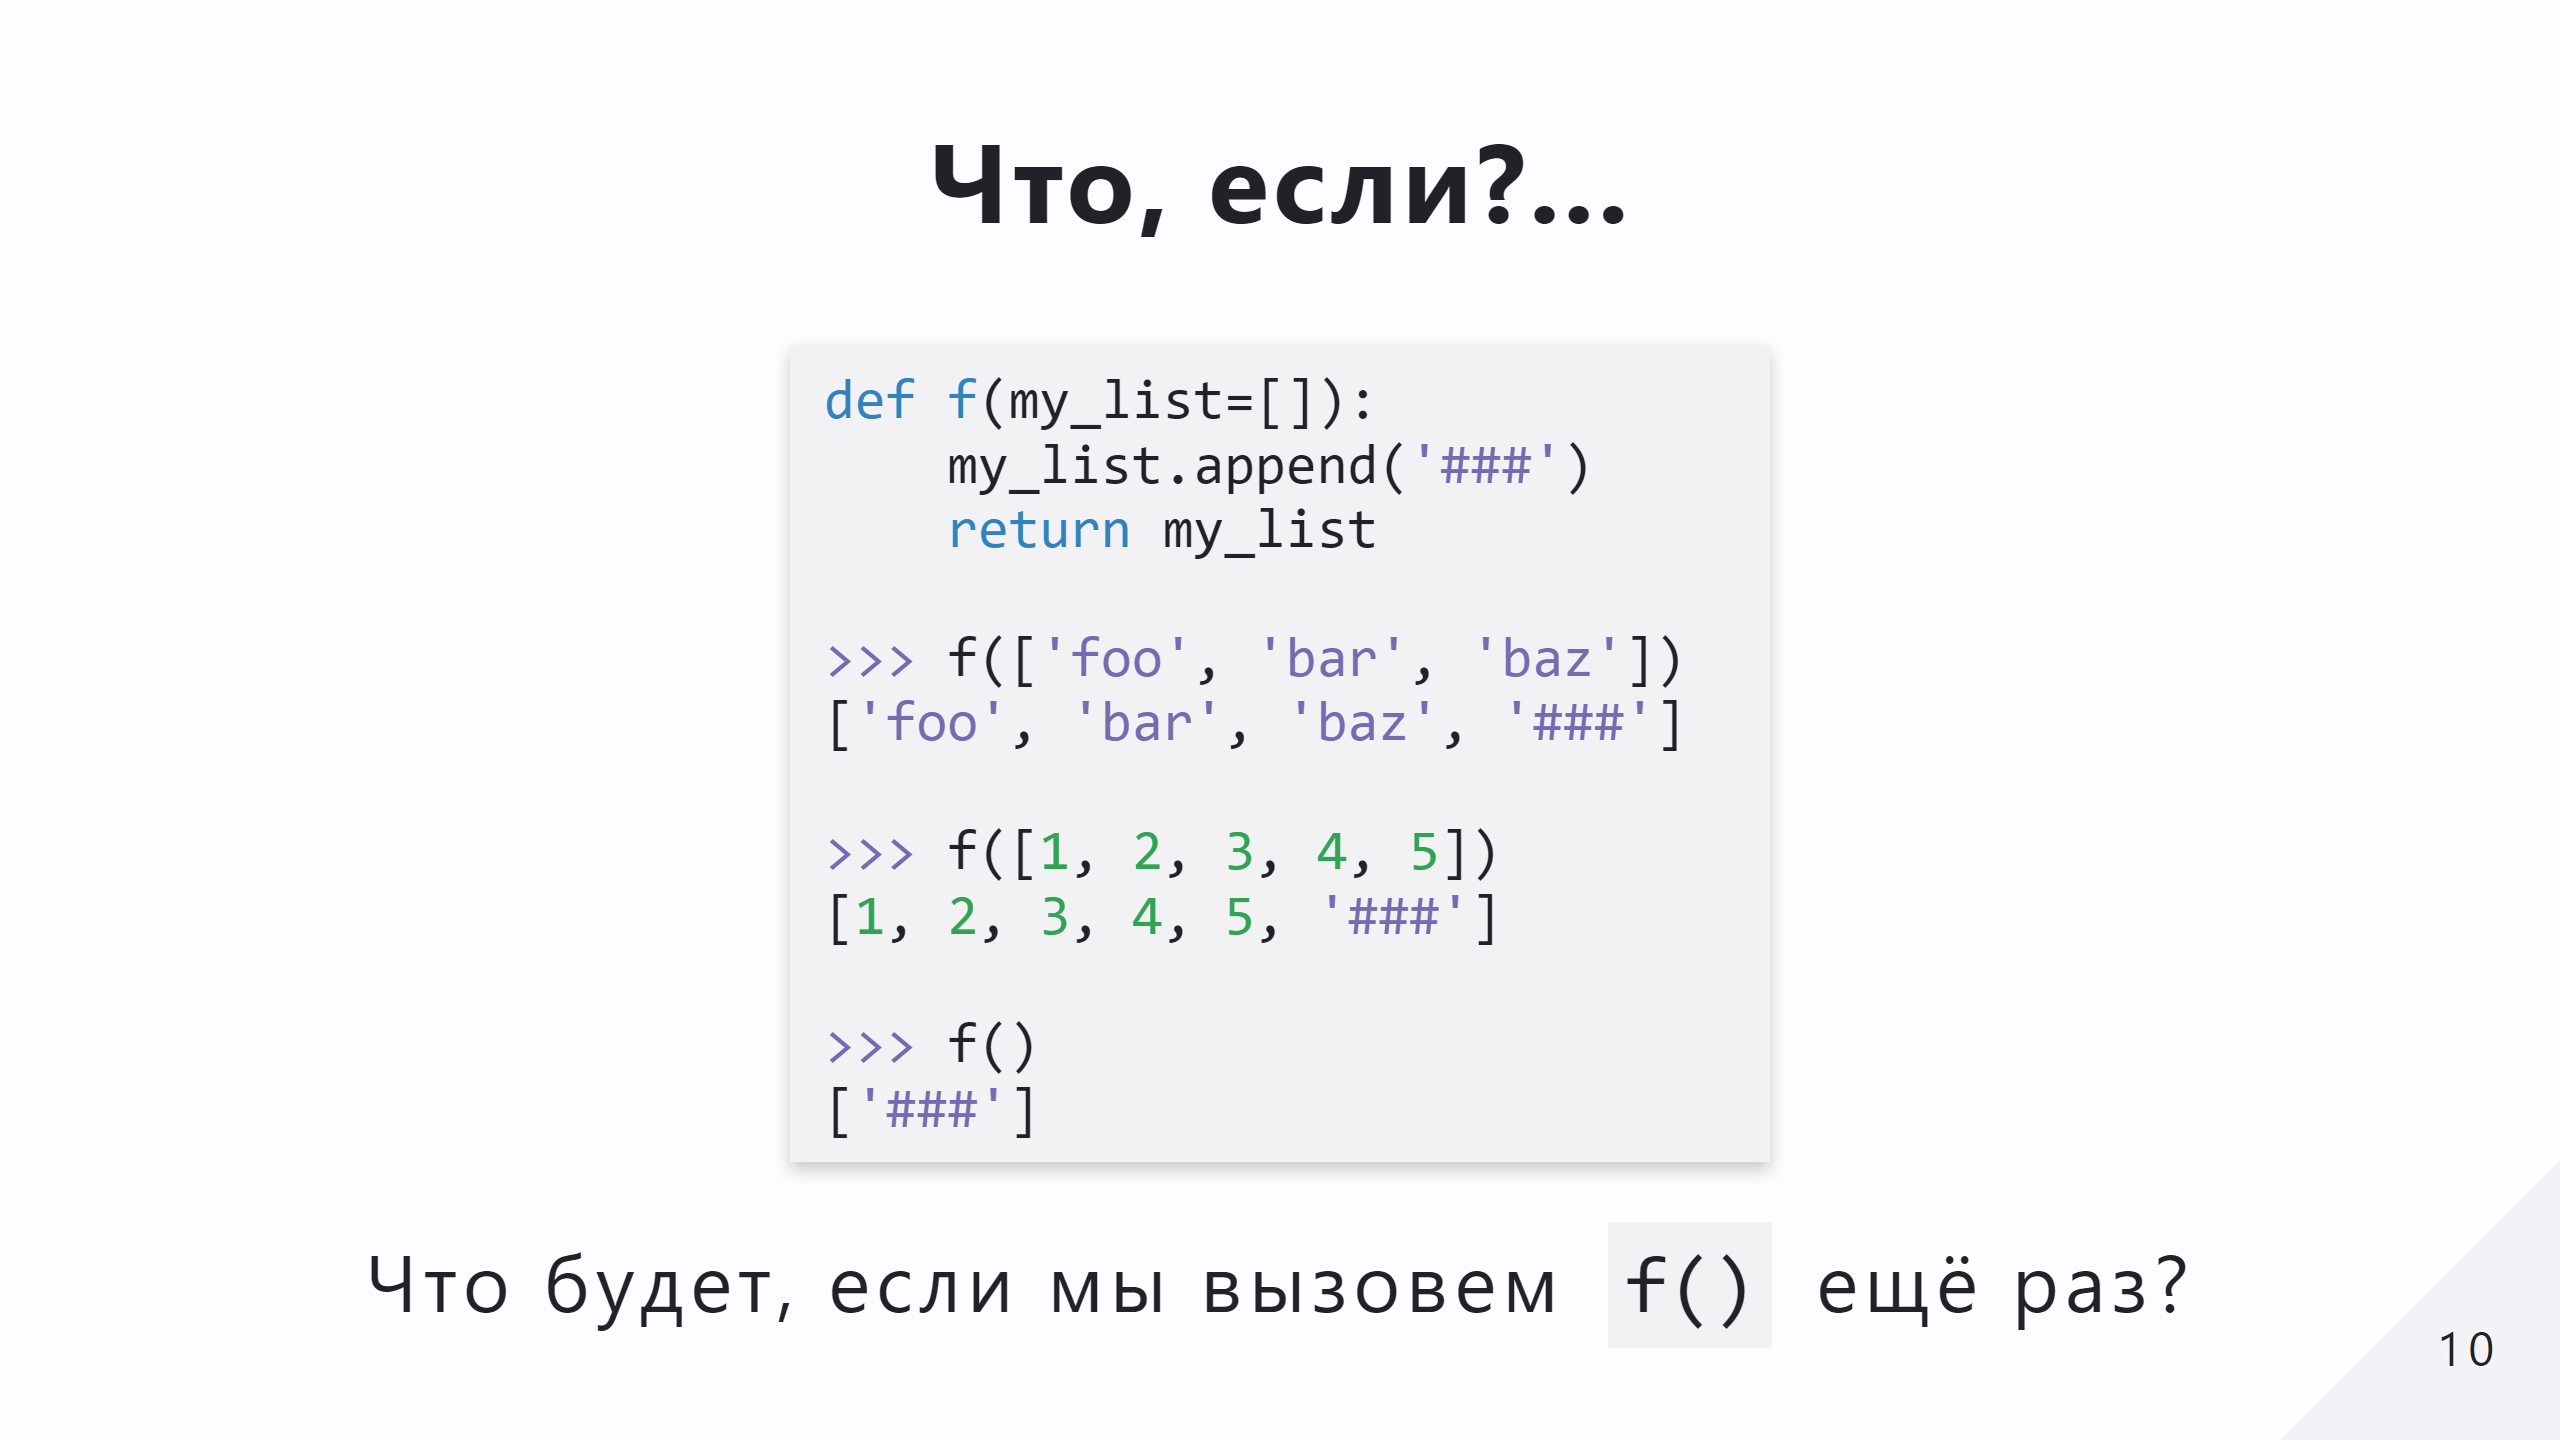 Что, если?...
def f(my_list=[]):
    my_list.append('###')
    return my_list
>>> f(['foo', 'bar', 'baz'])
['foo', 'bar', 'baz', '###']
>>> f([1, 2, 3, 4, 5])
[1, 2, 3, 4, 5, '###']
>>> f()
['###']
Что будет, если мы вызовем f() ещё раз?
10